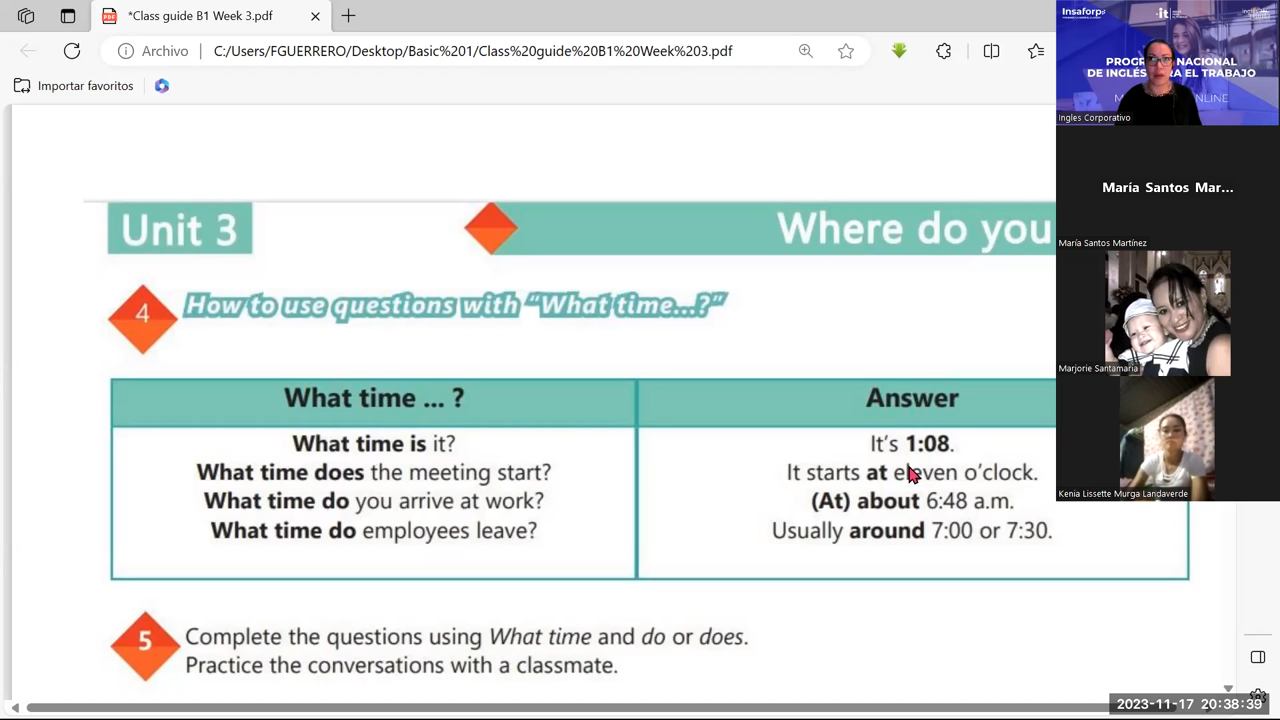 *Class guide B1 Week 3.pdf
Archivo
C:/Users/FGUERRERO/Desktop/Basic%201/Class%20guide%20B1%20Week%203.pdf
Importar favoritos
Unit 3
Where do you
4
How to use questions with “What time...?”
What time ... ?
Answer
What time is it?
It's 1:08.
What time does the meeting start?
It starts at eleven o'clock.
What time do you arrive at work?
(At) about 6:48 a.m.
What time do employees leave?
Usually around 7:00 or 7:30.
5
Complete the questions using What time and do or does.
Practice the conversations with a classmate.
Insaforp
it
PROGR NACIONAL
DE INGLÉS RA EL TRABAJO
M NLINE
Ingles Corporativo
María Santos Mar...
María Santos Martínez
Marjorie Santamaria
Kenia Lissette Murga Landaverde
2023-11-17 20:38:39